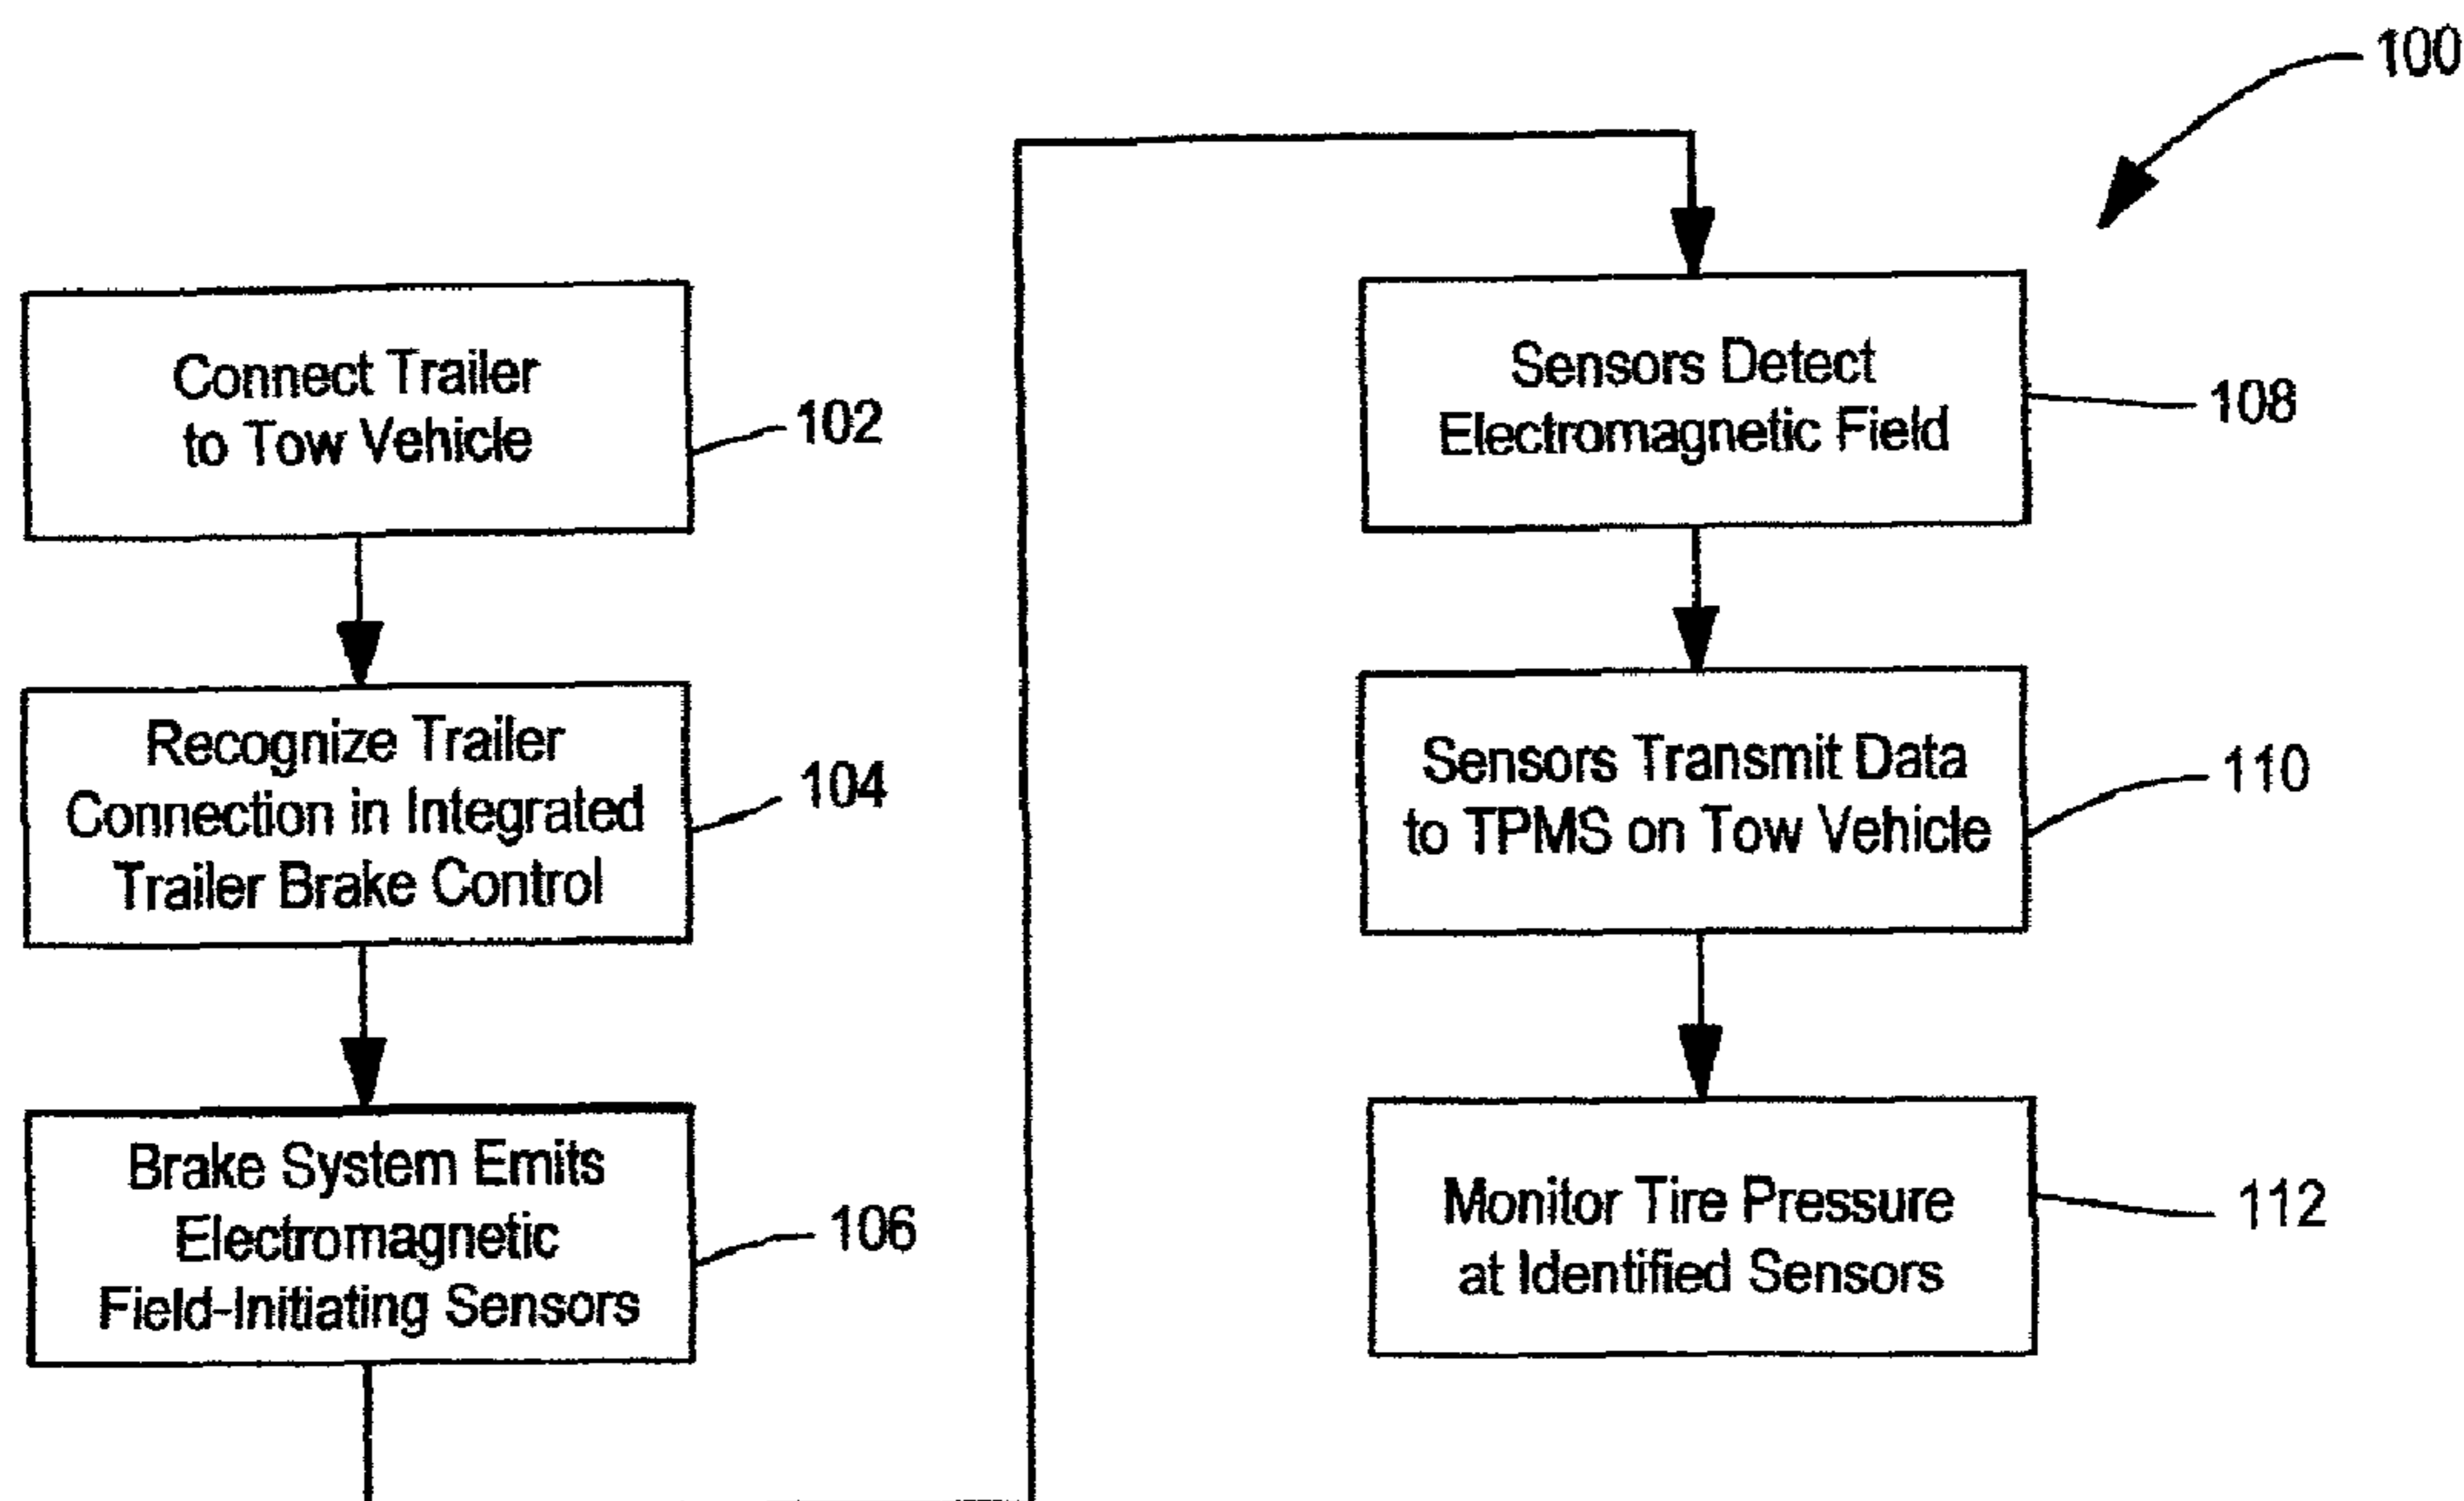 100
Connect Trailer
to Tow Vehicle
102
Recognize Trailer
Connection in Integrated
Trailer Brake Control
104
Brake System Emits
Electromagnetic
Field-Initiating Sensors
106
Sensors Detect
Electromagnetic Field
108
Sensors Transmit Data
to TPMS on Tow Vehicle
110
Monitor Tire Pressure
at Identified Sensors
112